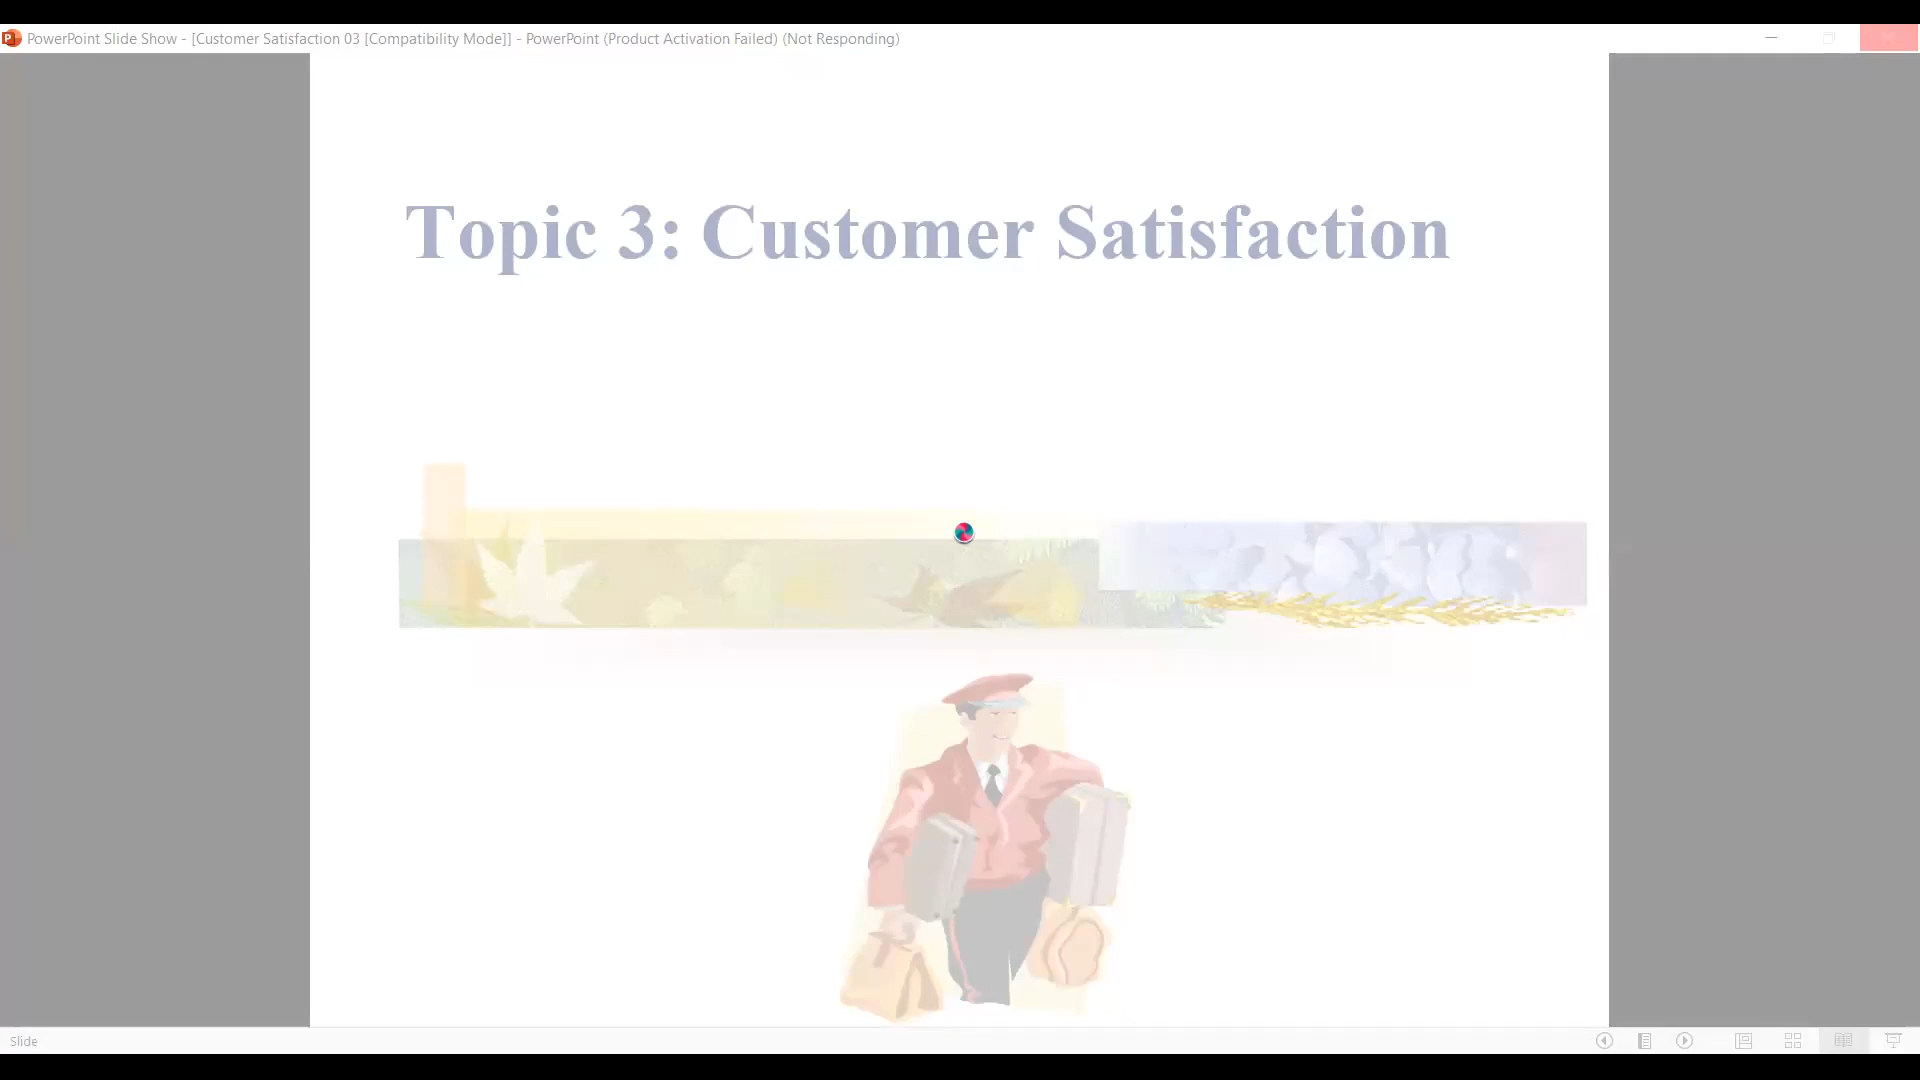 PowerPoint Slide Show - [Customer Satisfaction 03 [Compatibility Mode]] - PowerPoint (Product Activation Failed) (Not Responding)
Topic 3: Customer Satisfaction
Slide